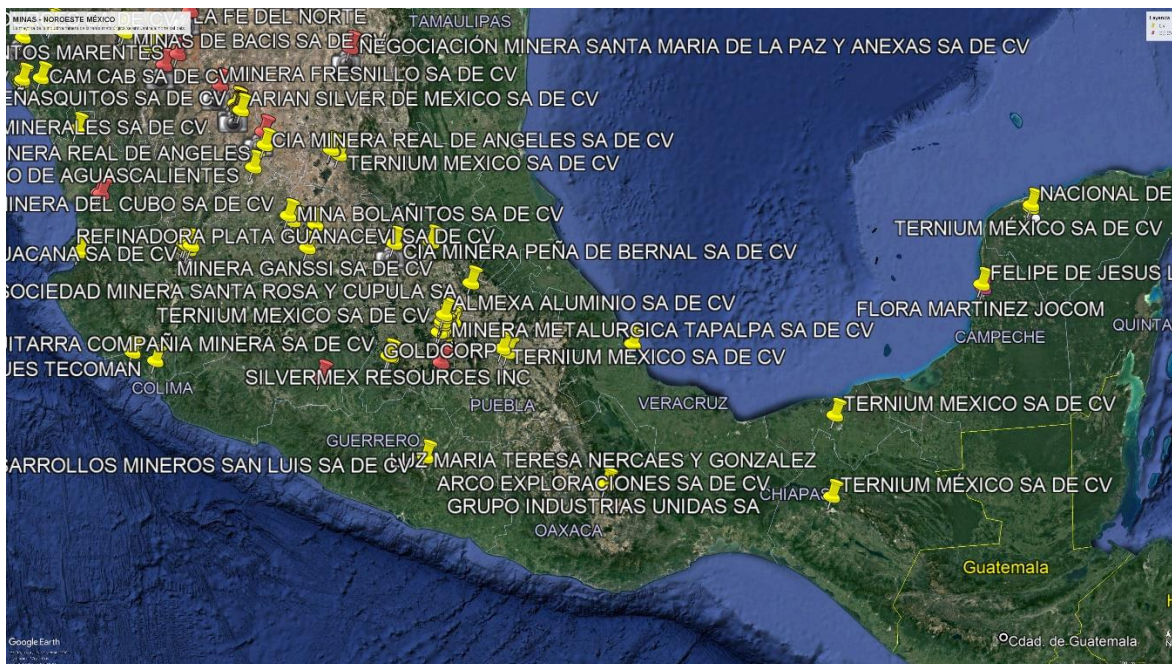 MINAS - NOROESTE MÉXICO
LA FE DEL NORTE
TAMAULIPAS
Leyenda
MINAS DE BACIS SA DE
NEGOCIACIÓN MINERA SANTA MARIA DE LA PAZ Y ANEXAS SA DE CV
NTOS MARENTES
CAM CAB SA DE CV
MINERA FRESNILLO SA DE CV
EÑASQUITOS SA DE CV
ARIAN SILVER DE MEXICO SA DE CV
MINERALES SA DE CV
CIA MINERA REAL DE ANGELES SA DE CV
NERA REAL DE ANGELES
TERNIUM MEXICO SA DE CV
O DE AGUASCALIENTES
INERA DEL CUBO SA DE CV
MINA BOLAÑITOS SA DE CV
NACIONAL DE
TERNIUM MÉXICO SA DE CV
REFINADORA PLATA GUANACEVÍ SA DE CV
UACANA SA DE CV
CIA MINERA PEÑA DE BERNAL SA DE CV
MINERA GANSSI SA DE CV
FELIPE DE JESUS L
SOCIEDAD MINERA SANTA ROSA Y CUPULA SA
ALMEXA ALUMINIO SA DE CV
FLORA MARTINEZ JOCOM
TERNIUM MEXICO SA DE CV
MINERA METALURGICA TAPALPA SA DE CV
QUINTA
CAMPECHE
ITARRA COMPAÑIA MINERA SA DE CV
GOLDCORP
TERNIUM MÉXICO SA DE CV
UES TECOMAN
COLIMA
SILVERMEX RESOURCES INC
PUEBLA
VERACRUZ
TERNIUM MEXICO SA DE CV
GUERRERO
SARROLLOS MINEROS SAN LUIS SA DE CV
LUZ MARIA TERESA NERCAES Y GONZALEZ
ARCO EXPLORACIONES SA DE CV
CHIAPAS
TERNIUM MÉXICO SA DE CV
GRUPO INDUSTRIAS UNIDAS SA
OAXACA
Guatemala
Google Earth
Cdad. de Guatemala